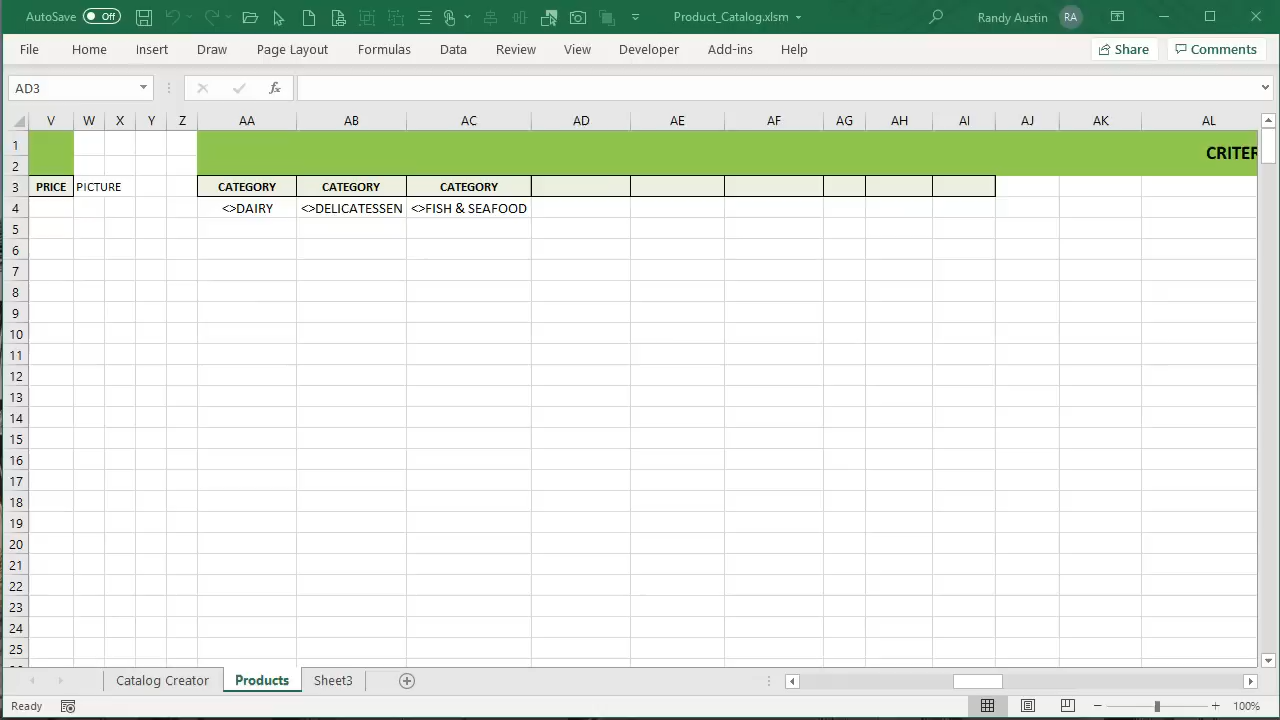 AutoSave Off Product_Catalog.xlsm Randy Austin RA
File Home Insert Draw Page Layout Formulas Data Review View Developer Add-ins Help Share Comments
AD3 fx
V W X Y Z AA AB AC AD AE AF AG AH AI AJ AK AL
1 CRITER
2
3 PRICE PICTURE CATEGORY CATEGORY CATEGORY
4 <>DAIRY <>DELICATESSEN <>FISH & SEAFOOD
5
6
7
8
9
10
11
12
13
14
15
16
17
18
19
20
21
22
23
24
25
Catalog Creator Products Sheet3
Ready 100%